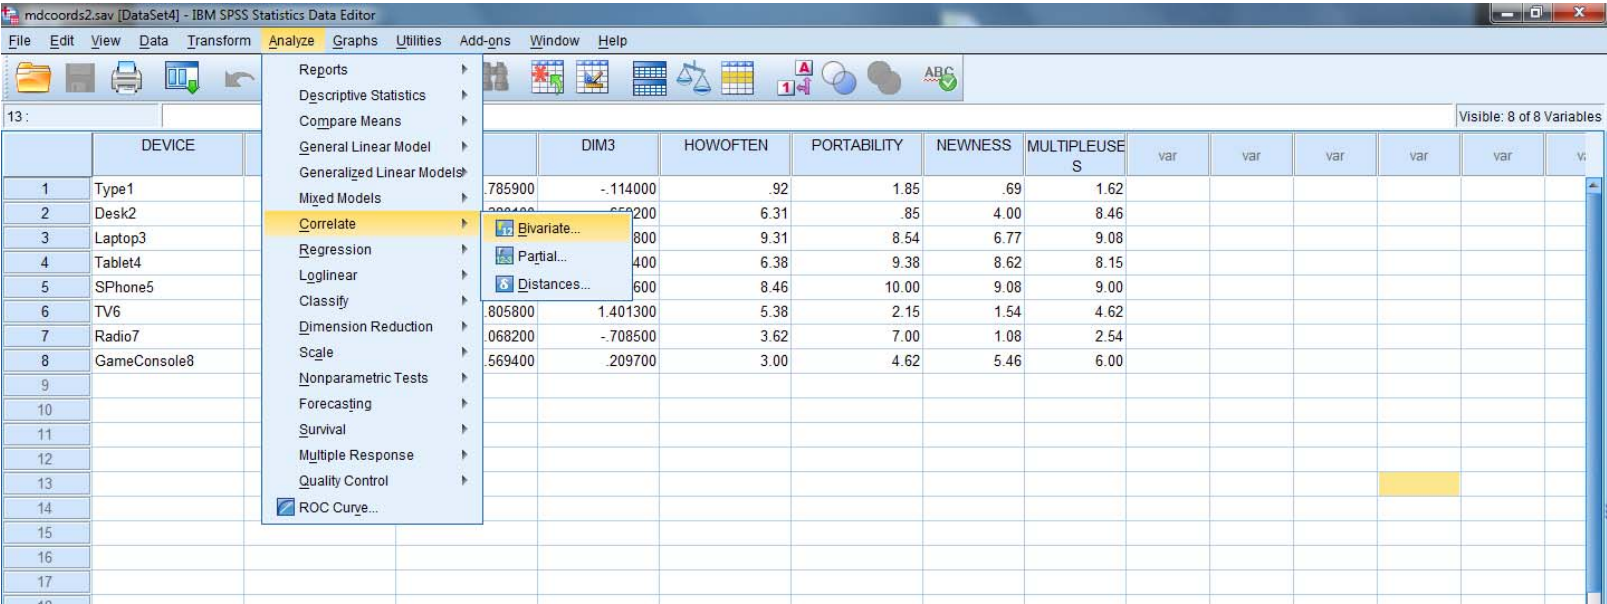 mdcoords2.sav [DataSet4] - IBM SPSS Statistics Data Editor
File Edit View Data Transform Analyze Graphs Utilities Add-ons Window Help
13 :
Visible: 8 of 8 Variables
DEVICE DIM3 HOWOFTEN PORTABILITY NEWNESS MULTIPLEUSE
S
var var var var var
1 Type1 .785900 -.114000 .92 1.85 .69 1.62
2 Desk2 200 6.31 .85 4.00 8.46
3 Laptop3 800 9.31 8.54 6.77 9.08
4 Tablet4 400 6.38 9.38 8.62 8.15
5 SPhone5 600 8.46 10.00 9.08 9.00
6 TV6 .805800 1.401300 5.38 2.15 1.54 4.62
7 Radio7 .068200 -.708500 3.62 7.00 1.08 2.54
8 GameConsole8 .569400 .209700 3.00 4.62 5.46 6.00
9
10
11
12
13
14
15
16
17
Reports
Descriptive Statistics
Compare Means
General Linear Model
Generalized Linear Models
Mixed Models
Correlate
Regression
Loglinear
Classify
Dimension Reduction
Scale
Nonparametric Tests
Forecasting
Survival
Multiple Response
Quality Control
ROC Curve...
Bivariate...
Partial...
Distances...